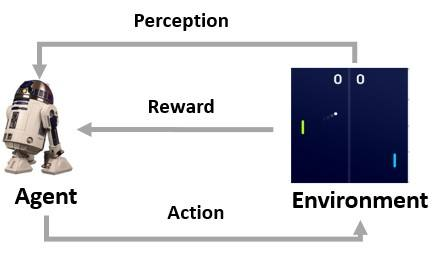 Perception
0 0
Reward
Agent
Environment
Action